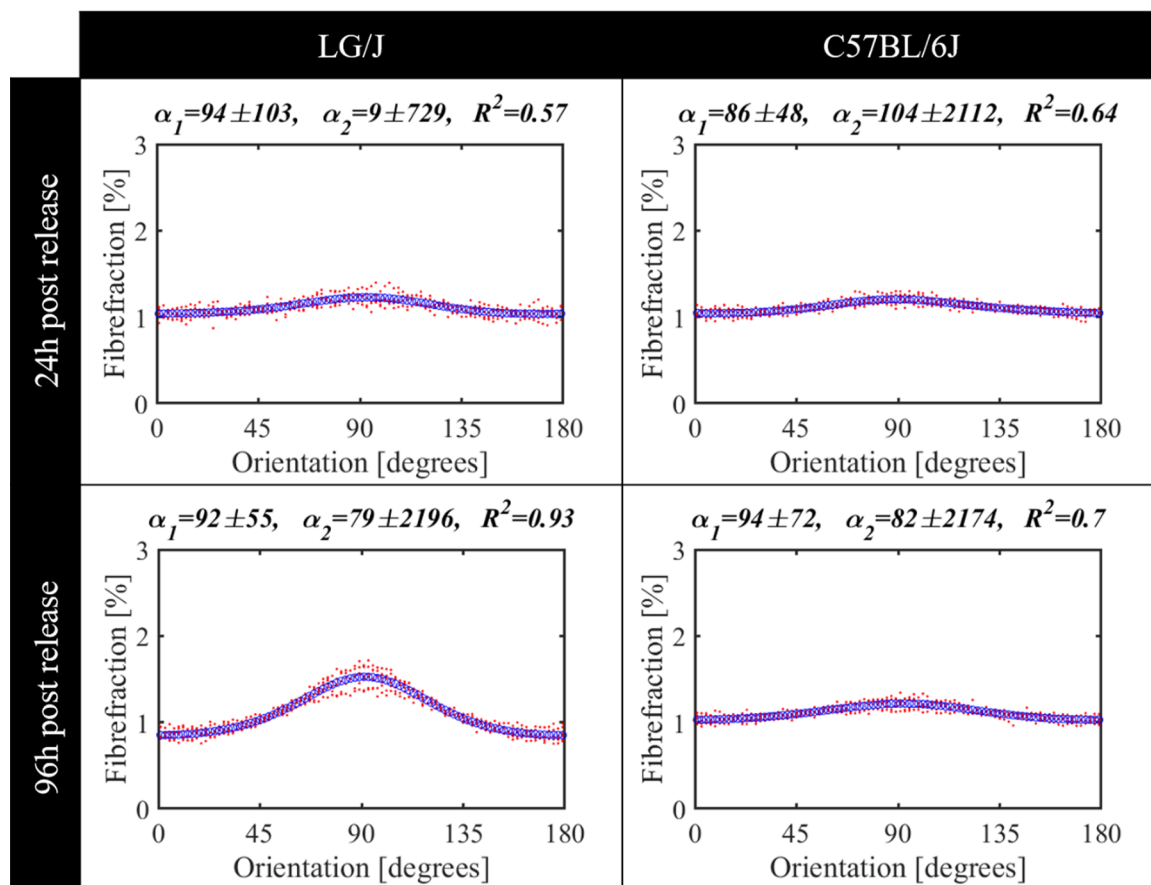 LG/J
C57BL/6J
24h post release
α1=94±103, α2=9±729, R²=0.57
Fibrefraction [%]
3
2
1
0
0 45 90 135 180
Orientation [degrees]
α1=86±48, α2=104±2112, R²=0.64
Fibrefraction [%]
3
2
1
0
0 45 90 135 180
Orientation [degrees]
96h post release
α1=92±55, α2=79±2196, R²=0.93
Fibrefraction [%]
3
2
1
0
0 45 90 135 180
Orientation [degrees]
α1=94±72, α2=82±2174, R²=0.7
Fibrefraction [%]
3
2
1
0
0 45 90 135 180
Orientation [degrees]